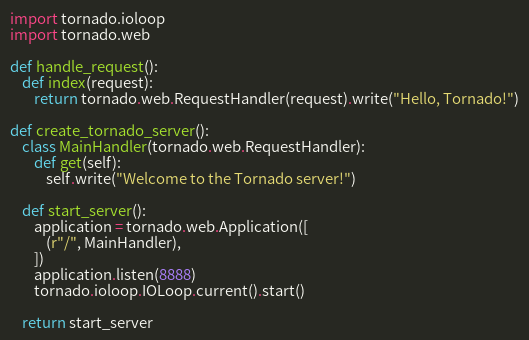 import tornado.ioloop
import tornado.web

def handle_request():
    def index(request):
        return tornado.web.RequestHandler(request).write("Hello, Tornado!")

def create_tornado_server():
    class MainHandler(tornado.web.RequestHandler):
        def get(self):
            self.write("Welcome to the Tornado server!")

    def start_server():
        application = tornado.web.Application([
            (r"/", MainHandler),
        ])
        application.listen(8888)
        tornado.ioloop.IOLoop.current().start()

    return start_server